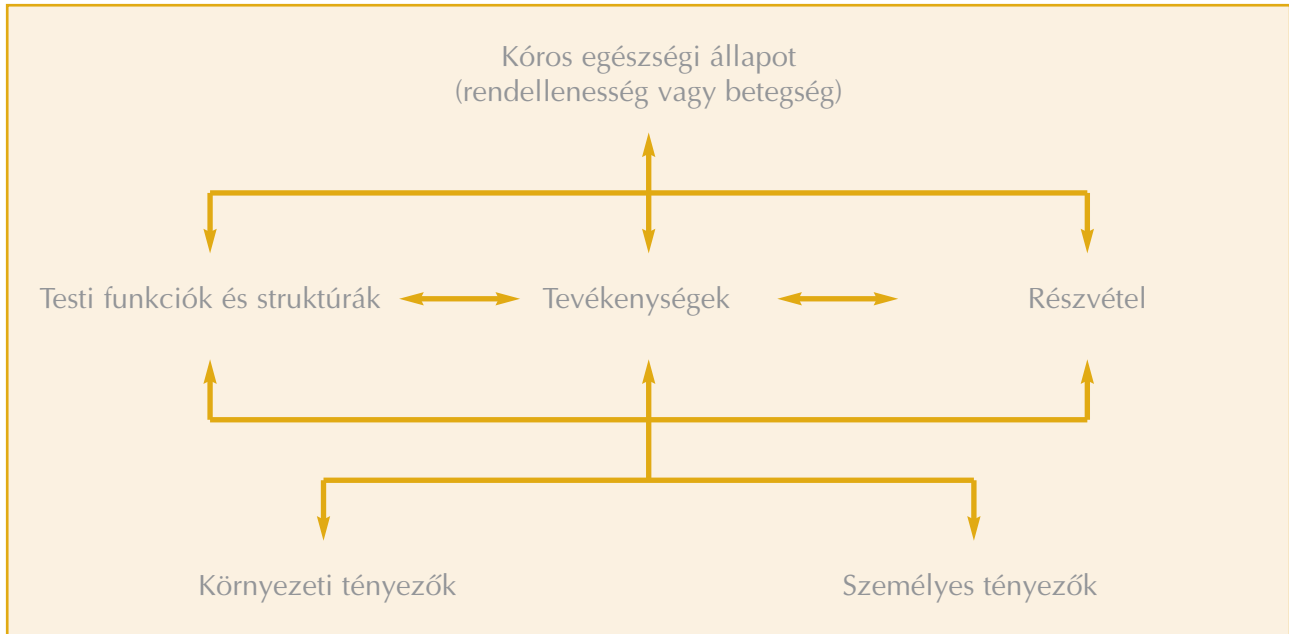 Kóros egészségi állapot
(rendellenesség vagy betegség)
Testi funkciók és struktúrák
Tevékenységek
Részvétel
Környezeti tényezők
Személyes tényezők